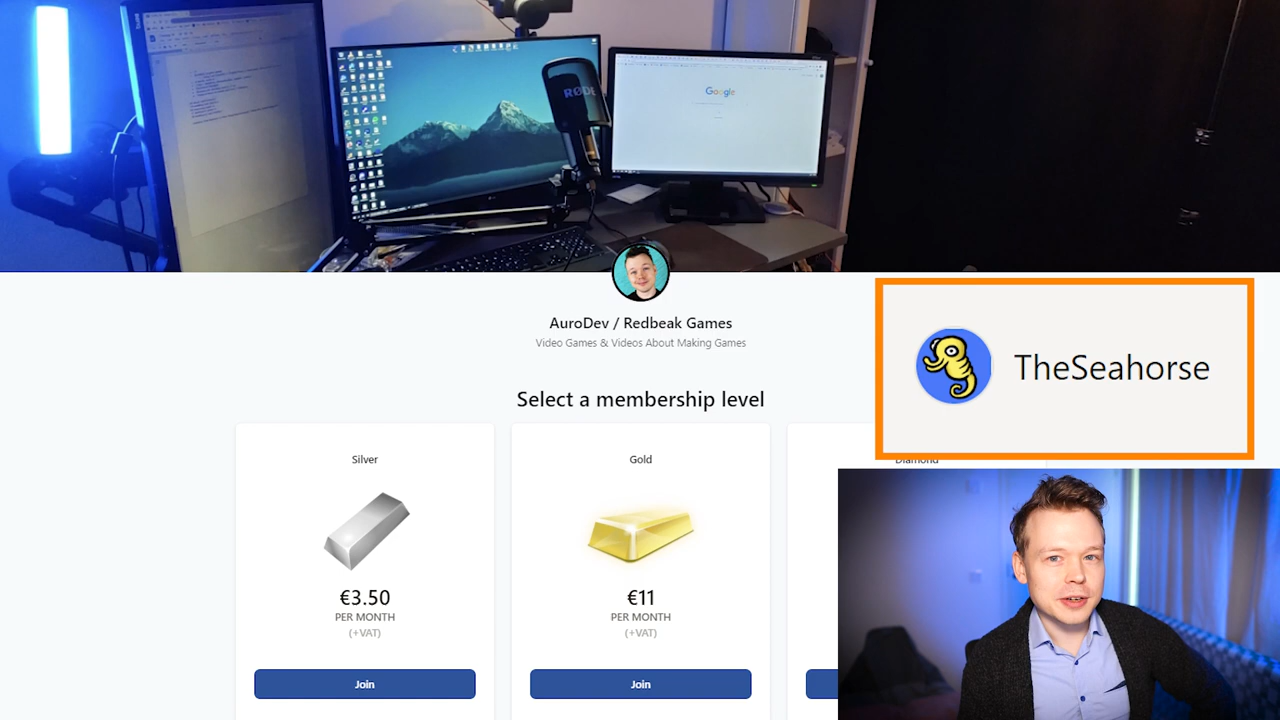 RØDE
Google
AuroDev / Redbeak Games
Video Games & Videos About Making Games
TheSeahorse
Select a membership level
Silver
Gold
Diamond
€3.50
PER MONTH
(+VAT)
€11
PER MONTH
(+VAT)
Join
Join